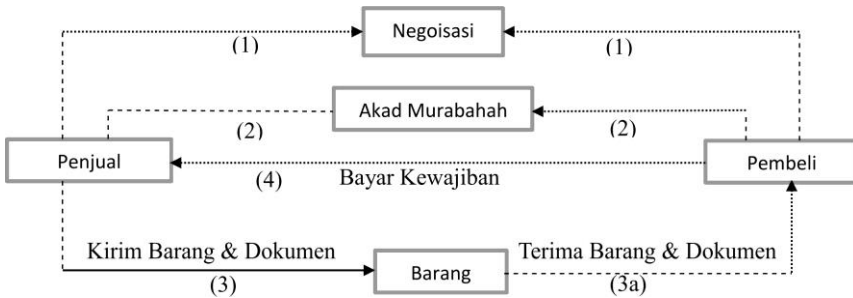 Negoisasi
(1)
(1)
Akad Murabahah
(2)
(2)
Penjual
Pembeli
(4)
Bayar Kewajiban
Kirim Barang & Dokumen
Terima Barang & Dokumen
(3)
Barang
(3a)